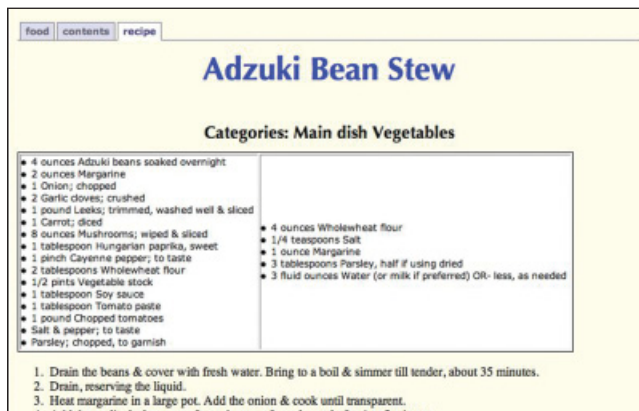 food contents recipe
Adzuki Bean Stew
Categories: Main dish Vegetables
• 4 ounces Adzuki beans soaked overnight
• 2 ounces Margarine
• 1 Onion; chopped
• 2 Garlic cloves; crushed
• 1 pound Leeks; trimmed, washed well & sliced
• 1 Carrot; diced
• 8 ounces Mushrooms; wiped & sliced
• 1 tablespoon Hungarian paprika, sweet
• 1 pinch Cayenne pepper; to taste
• 2 tablespoons Wholewheat flour
• 1/2 pints Vegetable stock
• 1 tablespoon Soy sauce
• 1 tablespoon Tomato paste
• 1 pound Chopped tomatoes
• Salt & pepper; to taste
• Parsley; chopped, to garnish
• 4 ounces Wholewheat flour
• 1/4 teaspoons Salt
• 1 ounce Margarine
• 3 tablespoons Parsley, half if using dried
• 3 fluid ounces Water (or milk if preferred) OR- less, as needed
1. Drain the beans & cover with fresh water. Bring to a boil & simmer till tender, about 35 minutes.
2. Drain, reserving the liquid.
3. Heat margarine in a large pot. Add the onion & cook until transparent.